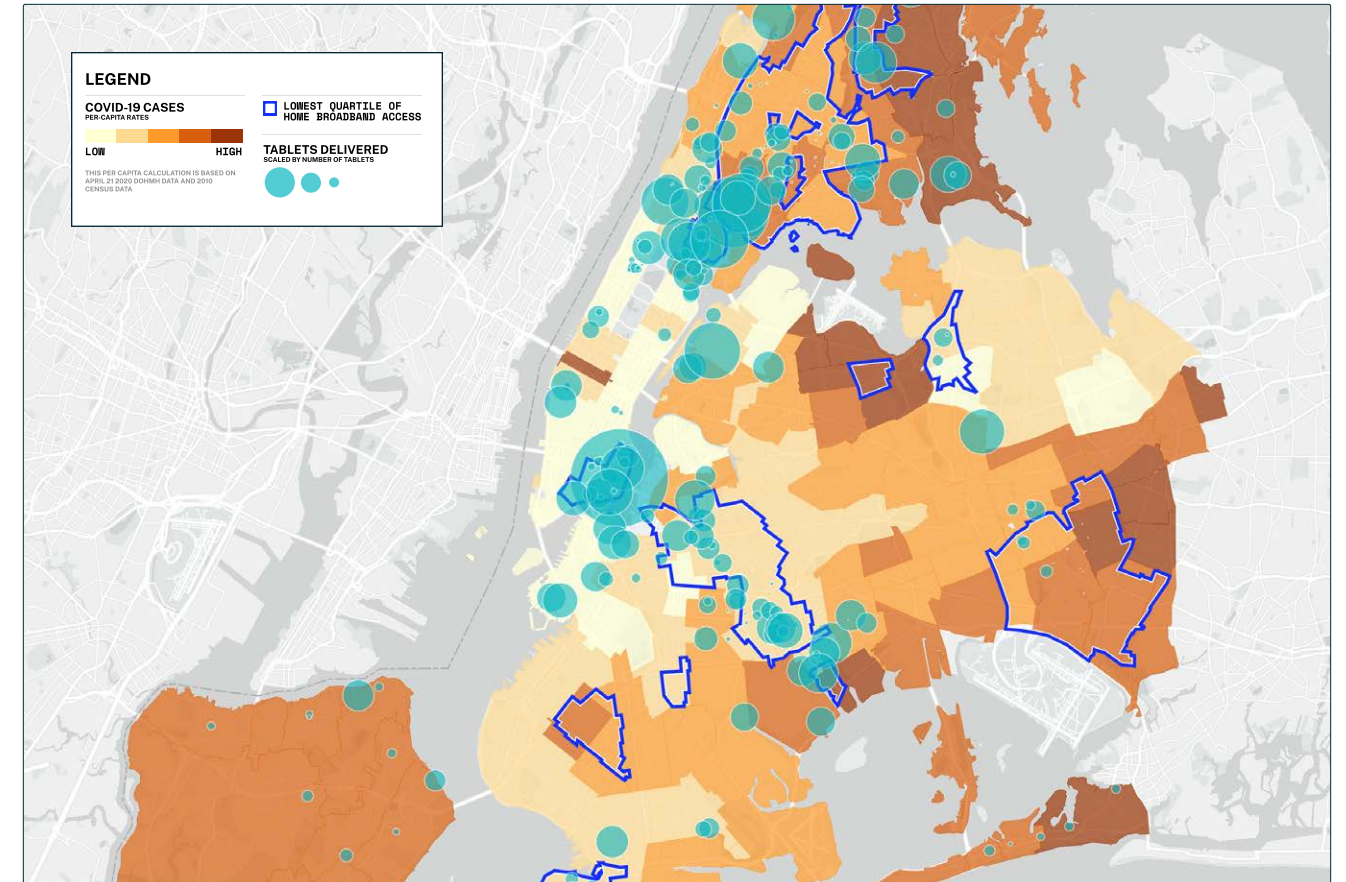 LEGEND
COVID-19 CASES
PER-CAPITA RATES
LOW HIGH
THIS PER CAPITA CALCULATION IS BASED ON
APRIL 21 2020 DOHMH DATA AND 2010
CENSUS DATA
LOWEST QUARTILE OF
HOME BROADBAND ACCESS
TABLETS DELIVERED
SCALED BY NUMBER OF TABLETS